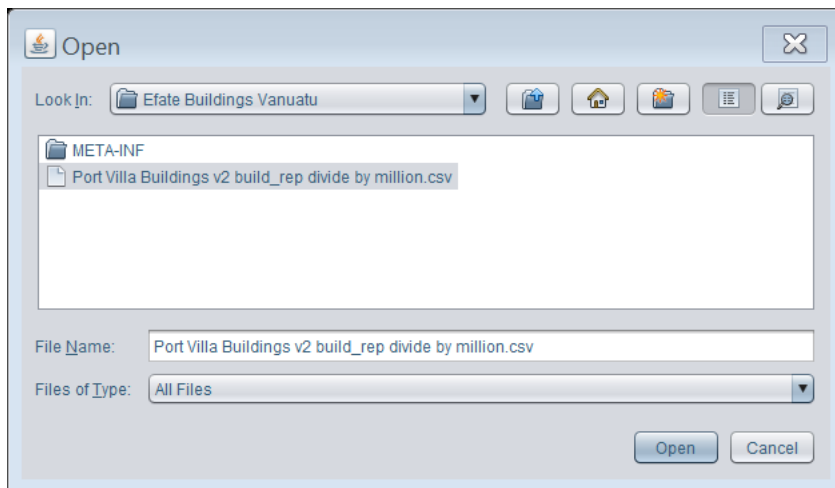 Open
Look In: Efate Buildings Vanuatu
META-INF
Port Villa Buildings v2 build_rep divide by million.csv
File Name: Port Villa Buildings v2 build_rep divide by million.csv
Files of Type: All Files
Open Cancel